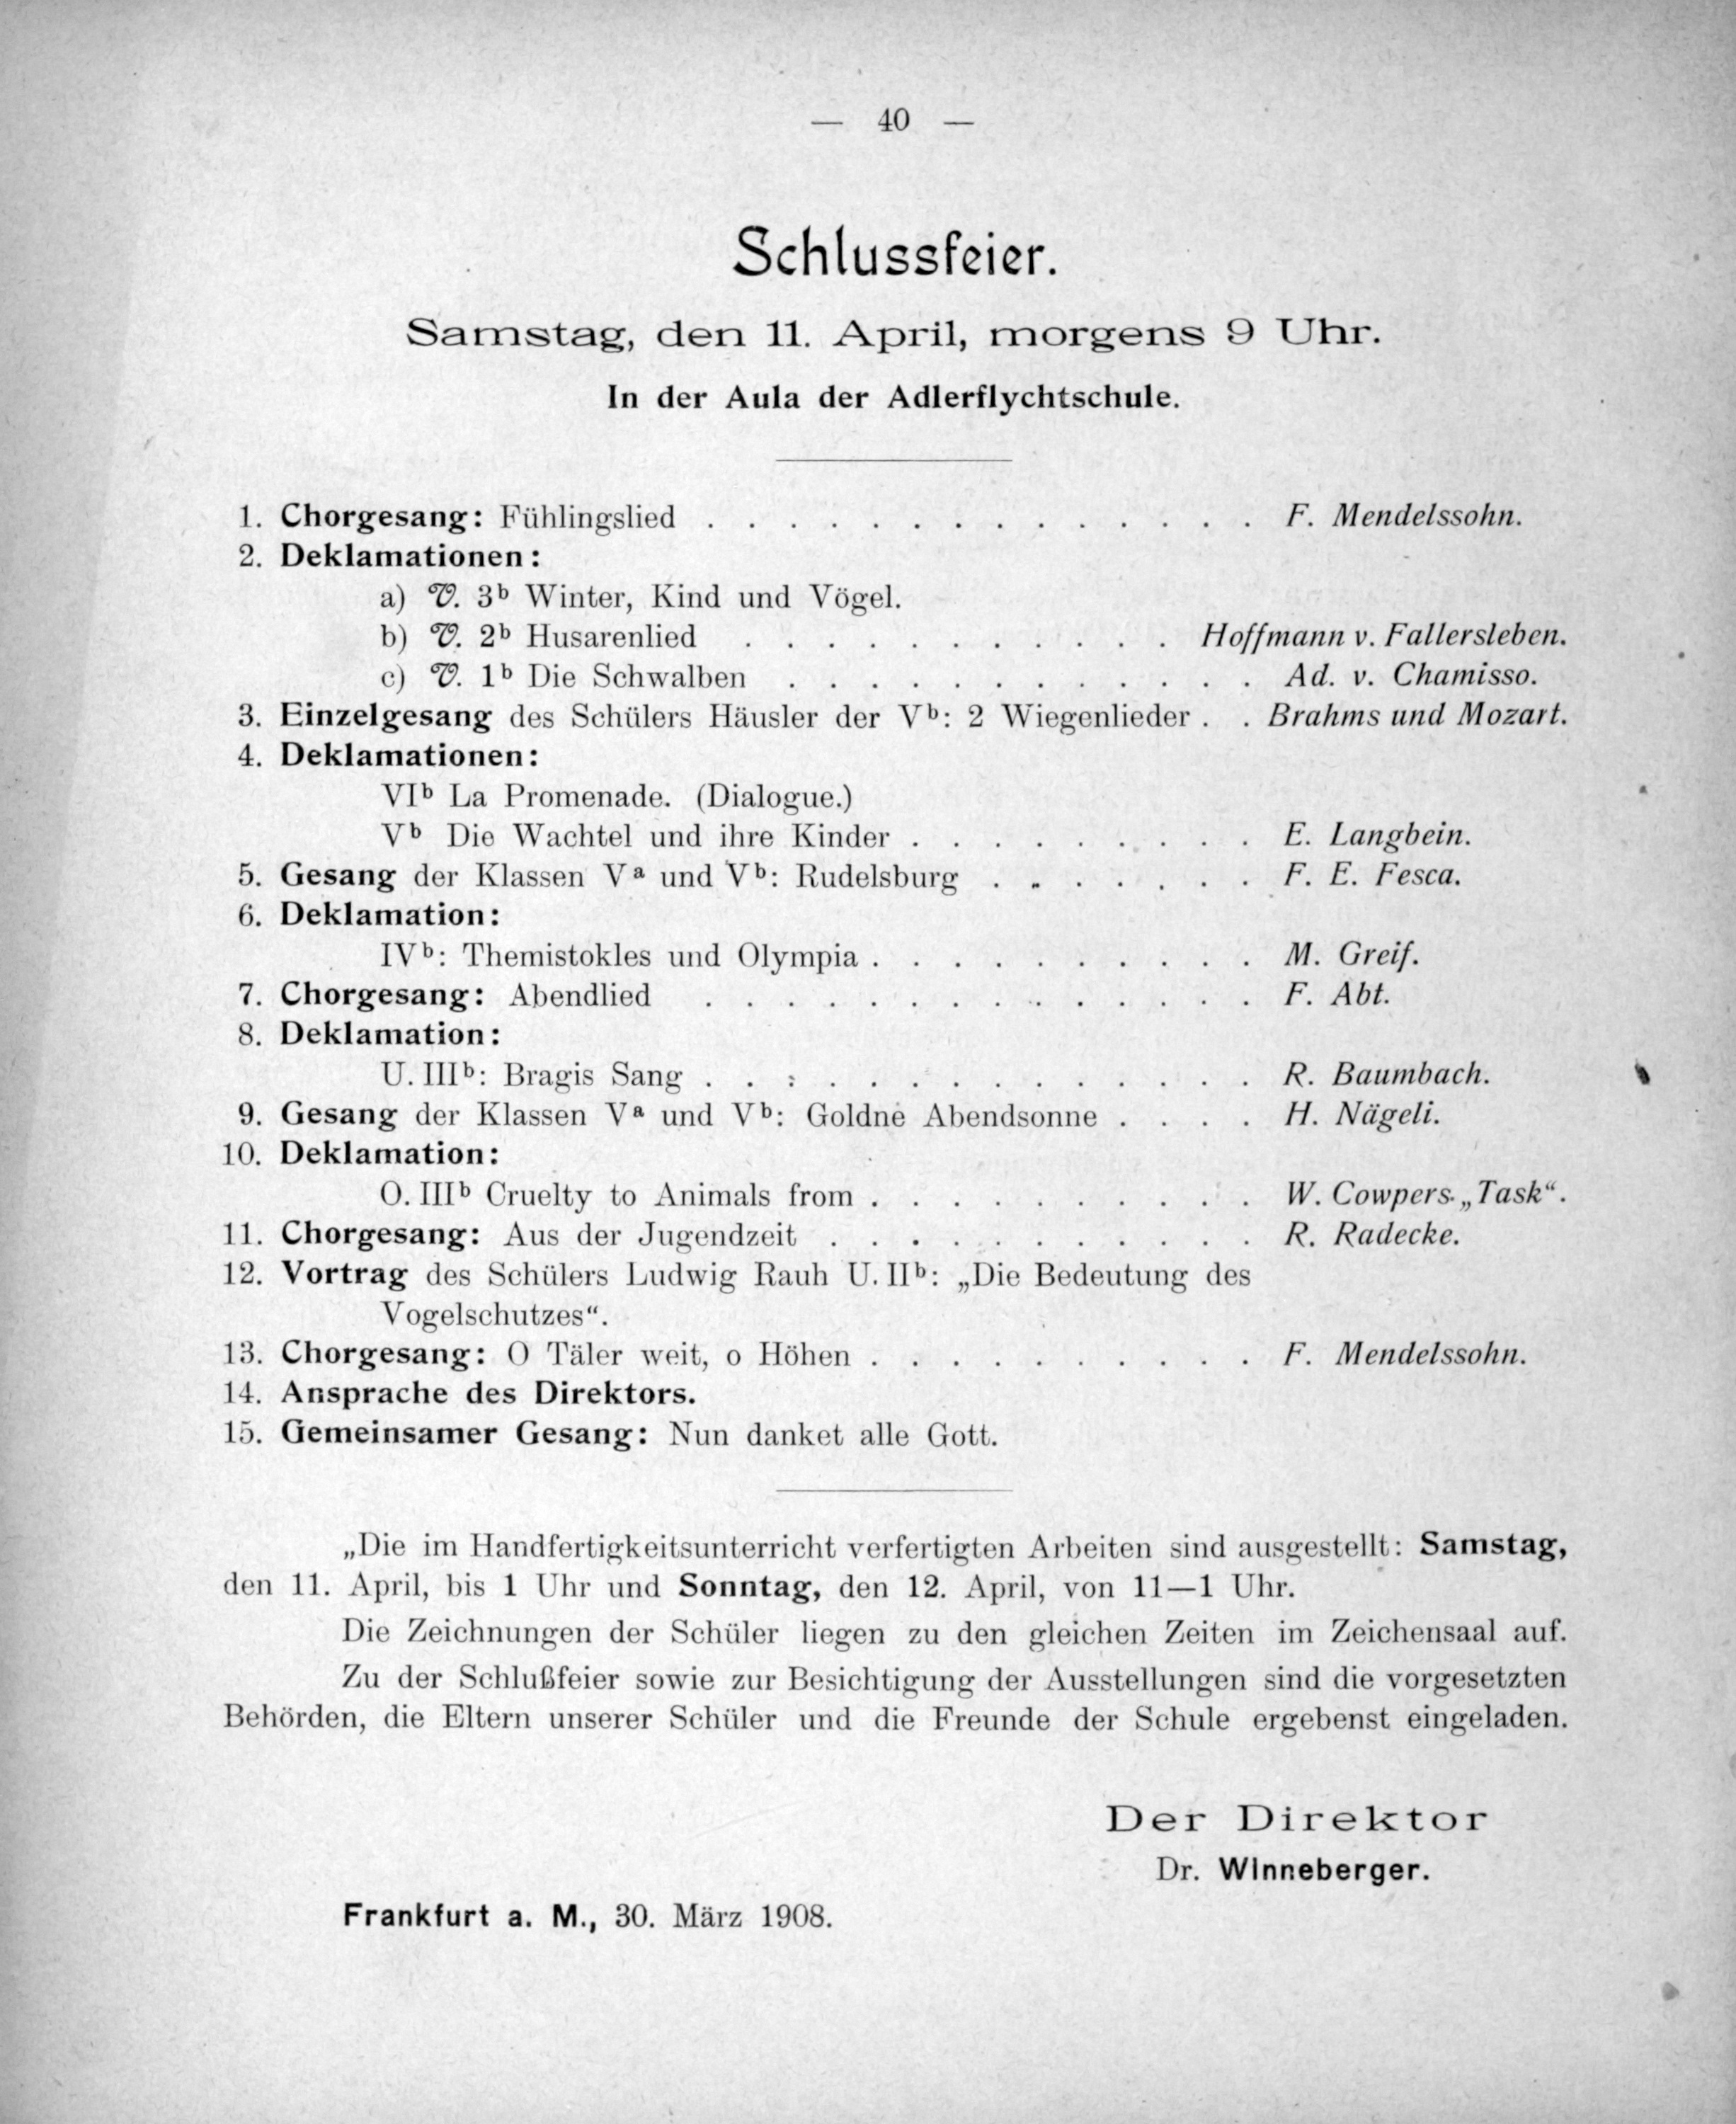 — 40 —
Schlussfeier.
Samstag, den 11. April, morgens 9 Uhr.
In der Aula der Adlerflychtschule.
1. Chorgesang: Fühlingslied . . . . . . . . . . . . . . F. Mendelssohn.
2. Deklamationen:
a) V. 3b Winter, Kind und Vögel.
b) V. 2b Husarenlied . . . . . . . . . . . Hoffmann v. Fallersleben.
c) V. 1b Die Schwalben . . . . . . . . . . . . Ad. v. Chamisso.
3. Einzelgesang des Schülers Häusler der Vb: 2 Wiegenlieder . . Brahms und Mozart.
4. Deklamationen:
VIb La Promenade. (Dialogue.)
Vb Die Wachtel und ihre Kinder . . . . . . . . . E. Langbein.
5. Gesang der Klassen Va und Vb: Rudelsburg . . . . . . . F. E. Fesca.
6. Deklamation:
IVb: Themistokles und Olympia . . . . . . . . . . M. Greif.
7. Chorgesang: Abendlied . . . . . . . . . . . . . . F. Abt.
8. Deklamation:
U. IIIb: Bragis Sang . . . . . . . . . . . . . . R. Baumbach.
9. Gesang der Klassen Va und Vb: Goldne Abendsonne . . . . H. Nägeli.
10. Deklamation:
O. IIIb Cruelty to Animals from . . . . . . . . . . W. Cowpers „Task“.
11. Chorgesang: Aus der Jugendzeit . . . . . . . . . . . R. Radecke.
12. Vortrag des Schülers Ludwig Rauh U. IIb: „Die Bedeutung des
Vogelschutzes“.
13. Chorgesang: O Täler weit, o Höhen . . . . . . . . . . F. Mendelssohn.
14. Ansprache des Direktors.
15. Gemeinsamer Gesang: Nun danket alle Gott.
„Die im Handfertigkeitsunterricht verfertigten Arbeiten sind ausgestellt: Samstag,
den 11. April, bis 1 Uhr und Sonntag, den 12. April, von 11—1 Uhr.
Die Zeichnungen der Schüler liegen zu den gleichen Zeiten im Zeichensaal auf.
Zu der Schlußfeier sowie zur Besichtigung der Ausstellungen sind die vorgesetzten
Behörden, die Eltern unserer Schüler und die Freunde der Schule ergebenst eingeladen.
Der Direktor
Dr. Winneberger.
Frankfurt a. M., 30. März 1908.